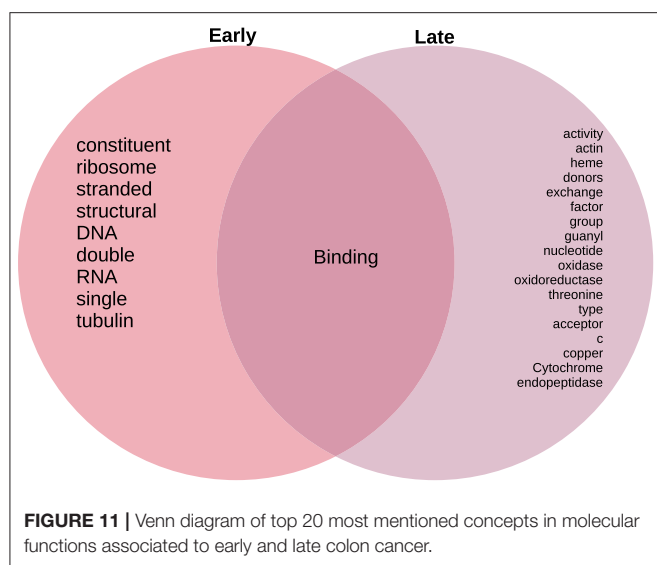 Early
Late
constituent
ribosome
stranded
structural
DNA
double
RNA
single
tubulin
Binding
activity
actin
heme
donors
exchange
factor
group
guanyl
nucleotide
oxidase
oxidoreductase
threonine
type
acceptor
c
copper
Cytochrome
endopeptidase
FIGURE 11 | Venn diagram of top 20 most mentioned concepts in molecular
functions associated to early and late colon cancer.